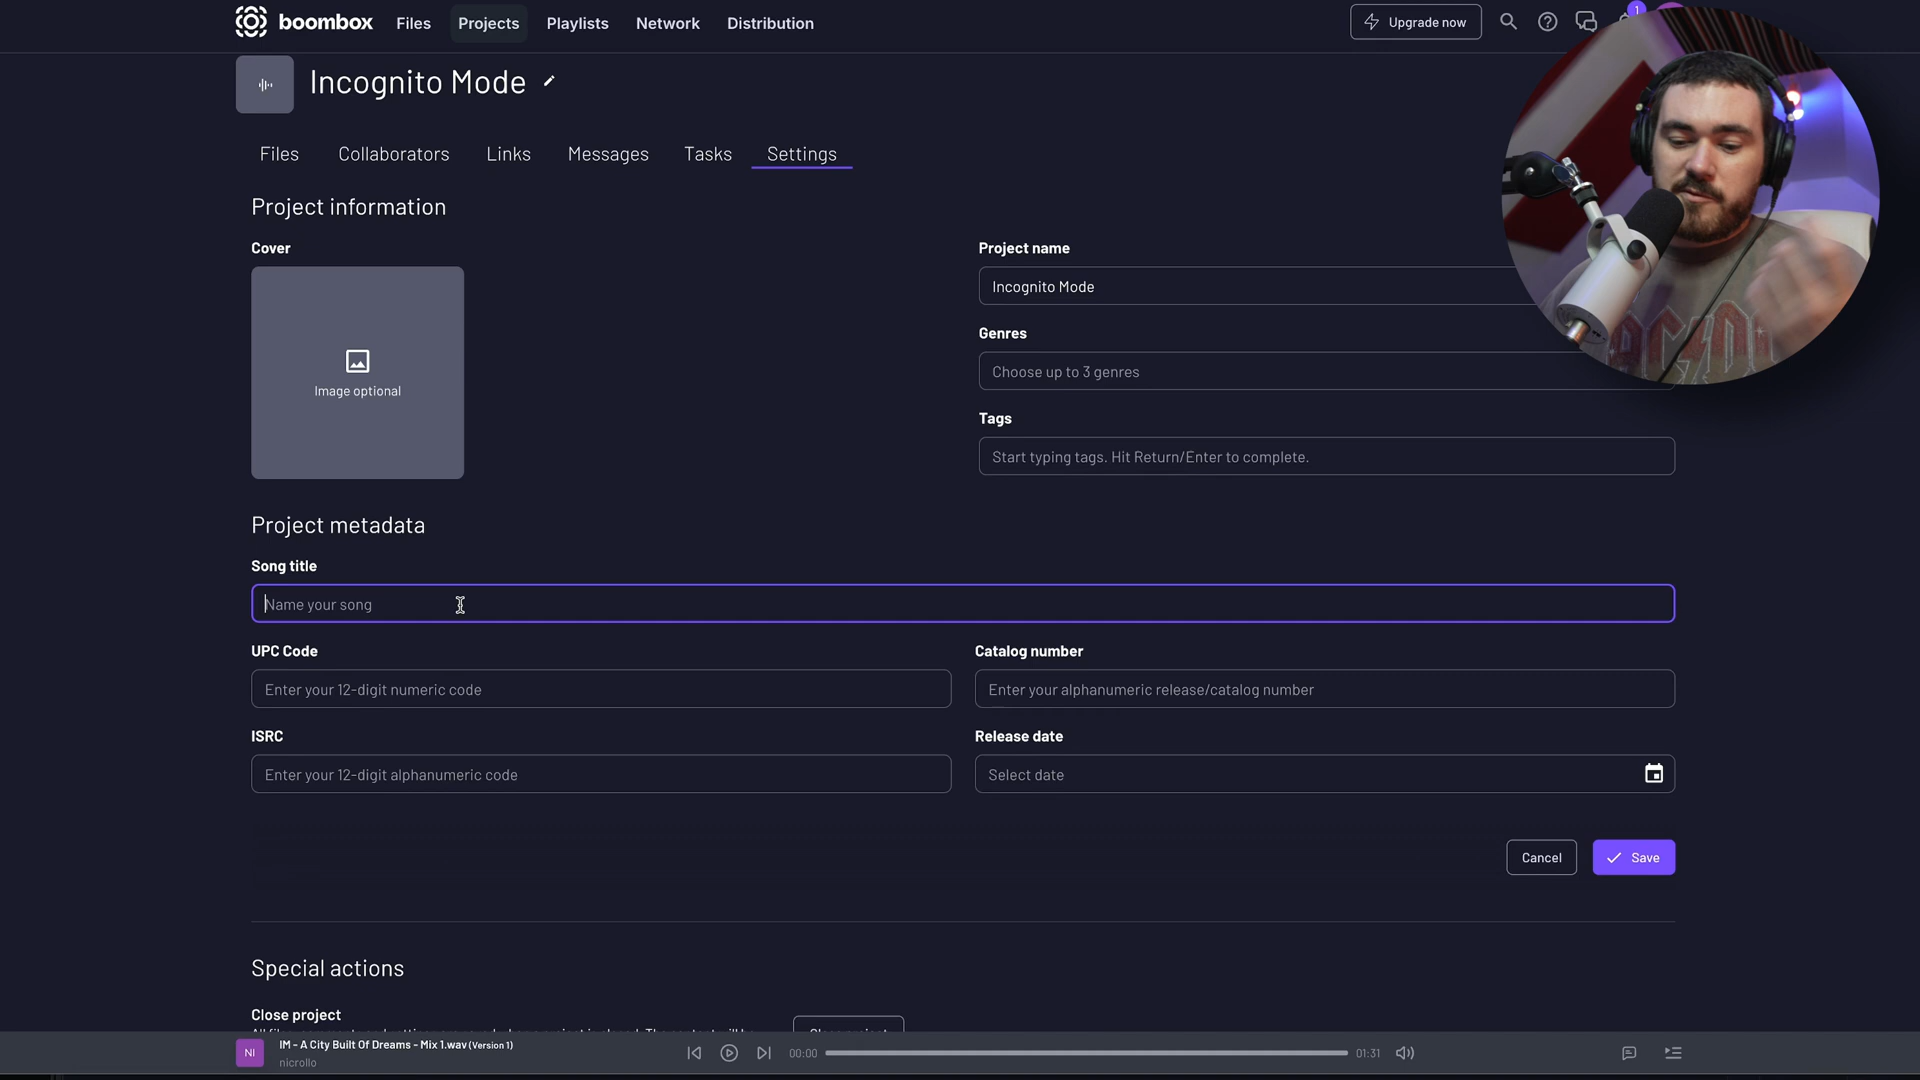 boombox Files Projects Playlists Network Distribution Upgrade now 1
Incognito Mode
Files Collaborators Links Messages Tasks Settings
Project information
Cover
Image optional
Project name
Incognito Mode
Genres
Choose up to 3 genres
Tags
Start typing tags. Hit Return/Enter to complete.
Project metadata
Song title
Name your song
UPC Code
Enter your 12-digit numeric code
Catalog number
Enter your alphanumeric release/catalog number
ISRC
Enter your 12-digit alphanumeric code
Release date
Select date
Cancel Save
Special actions
Close project
NI IM - A City Built Of Dreams - Mix 1.wav (Version 1)
nicrollo
00:00 01:31